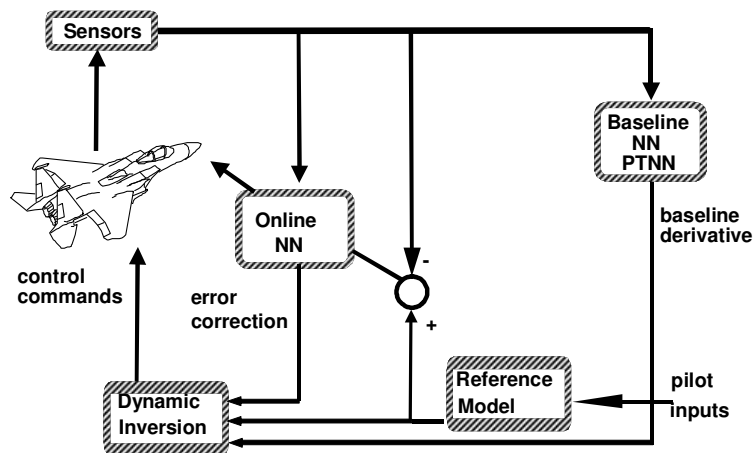 Sensors
Baseline
NN
PTNN
Online
NN
baseline
derivative
-
control
commands
error
correction
+
Reference
Model
pilot
inputs
Dynamic
Inversion